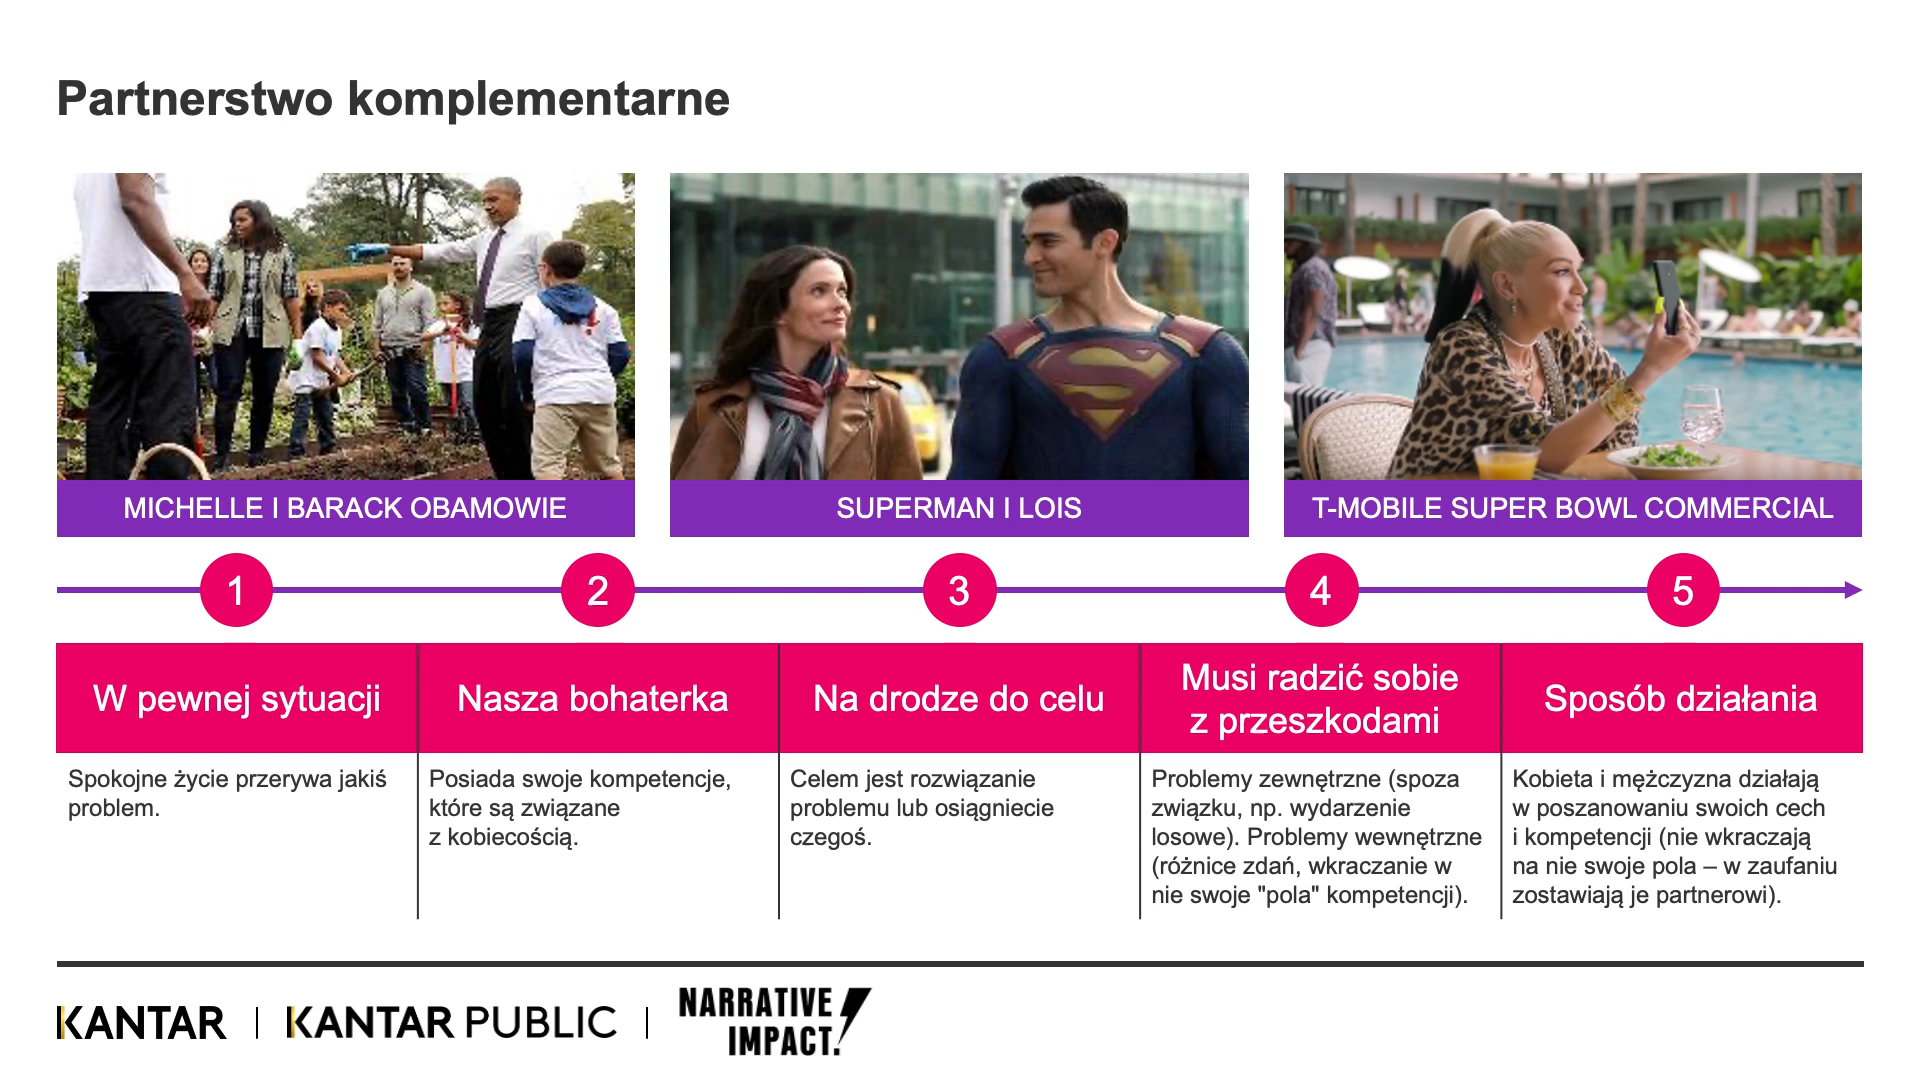 Partnerstwo komplementarne
MICHELLE I BARACK OBAMOWIE
SUPERMAN I LOIS
T-MOBILE SUPER BOWL COMMERCIAL
1
2
3
4
5
W pewnej sytuacji
Nasza bohaterka
Na drodze do celu
Musi radzić sobie
z przeszkodami
Sposób działania
Spokojne życie przerywa jakiś
problem.
Posiada swoje kompetencje,
które są związane
z kobiecością.
Celem jest rozwiązanie
problemu lub osiągniecie
czegoś.
Problemy zewnętrzne (spoza
związku, np. wydarzenie
losowe). Problemy wewnętrzne
(różnice zdań, wkraczanie w
nie swoje "pola" kompetencji).
Kobieta i mężczyzna działają
w poszanowaniu swoich cech
i kompetencji (nie wkraczają
na nie swoje pola – w zaufaniu
zostawiają je partnerowi).
KANTAR
KANTAR PUBLIC
NARRATIVE
IMPACT.